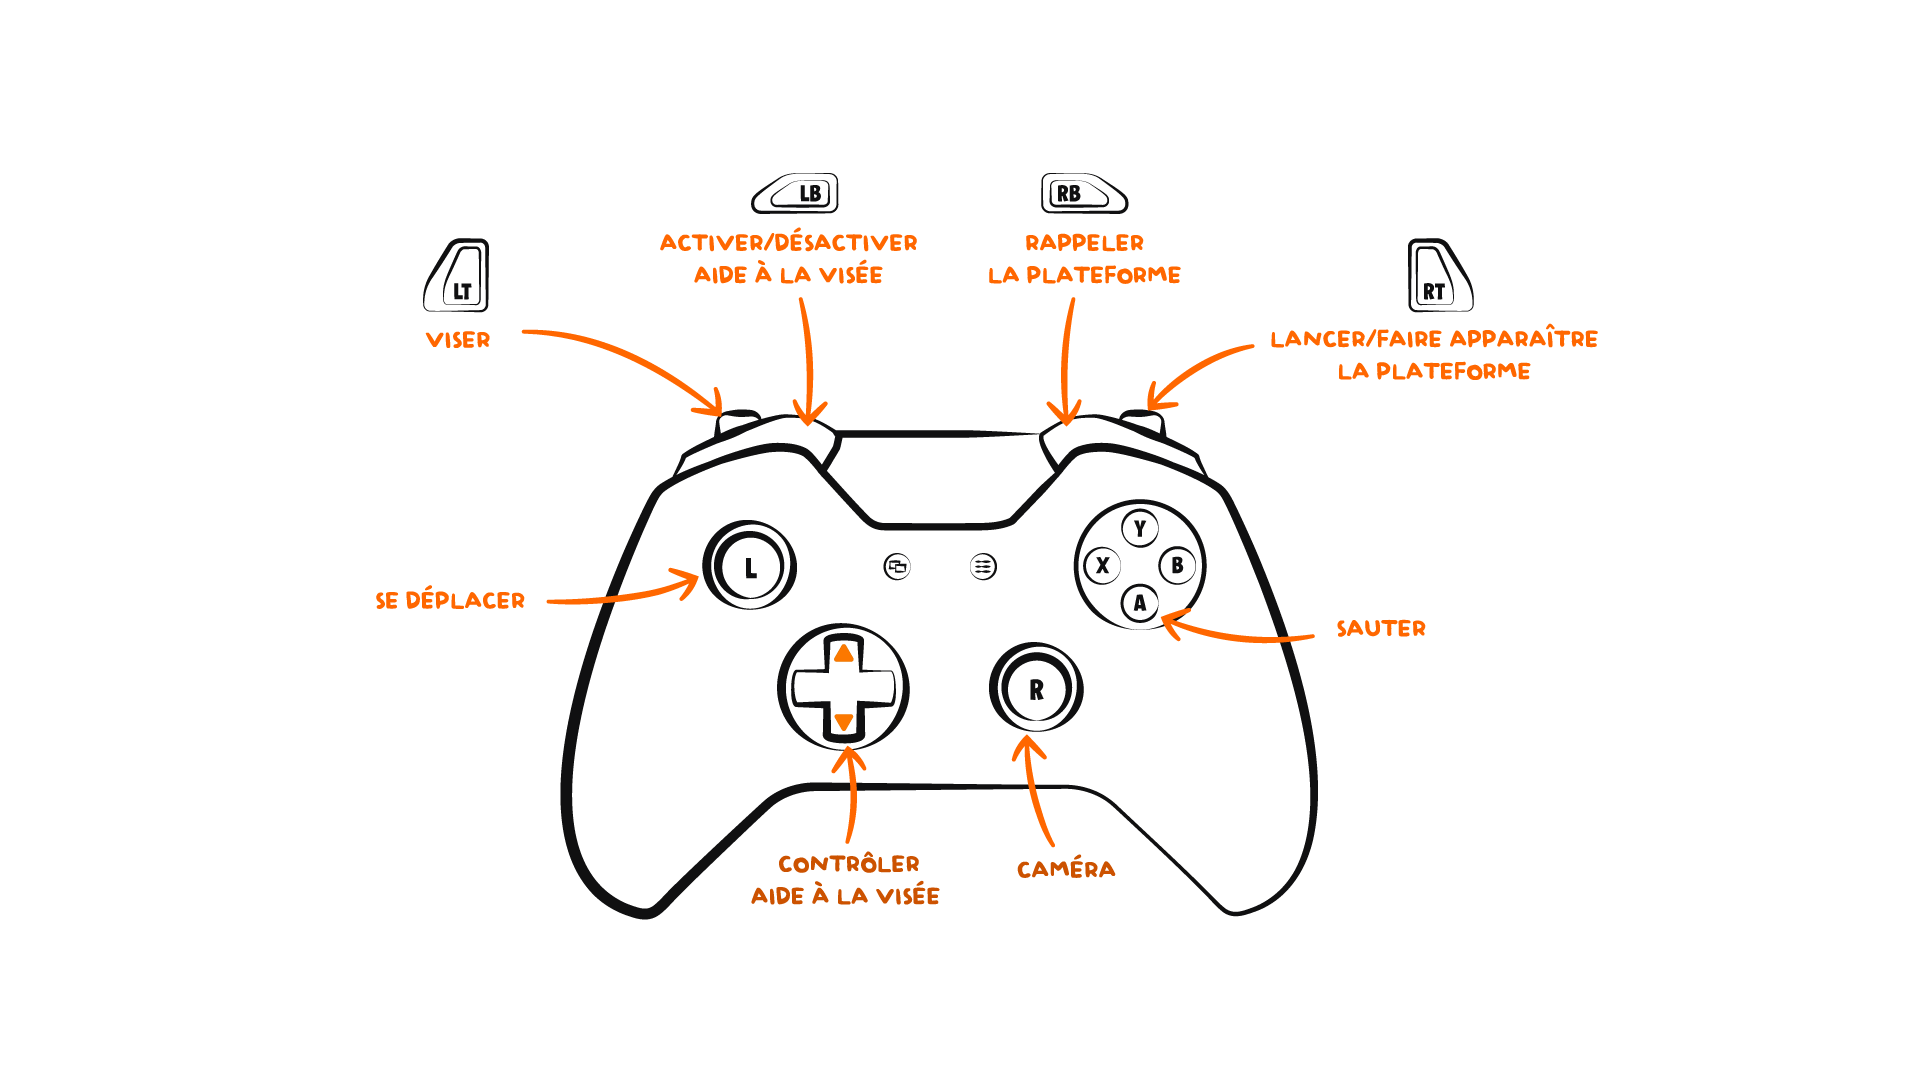 LB
RB
ACTIVER/DÉSACTIVER
AIDE À LA VISÉE
RAPPELER
LA PLATEFORME
LT
RT
VISER
LANCER/FAIRE APPARAÎTRE
LA PLATEFORME
Y
L
X
B
A
SE DÉPLACER
SAUTER
R
CONTRÔLER
AIDE À LA VISÉE
CAMÉRA